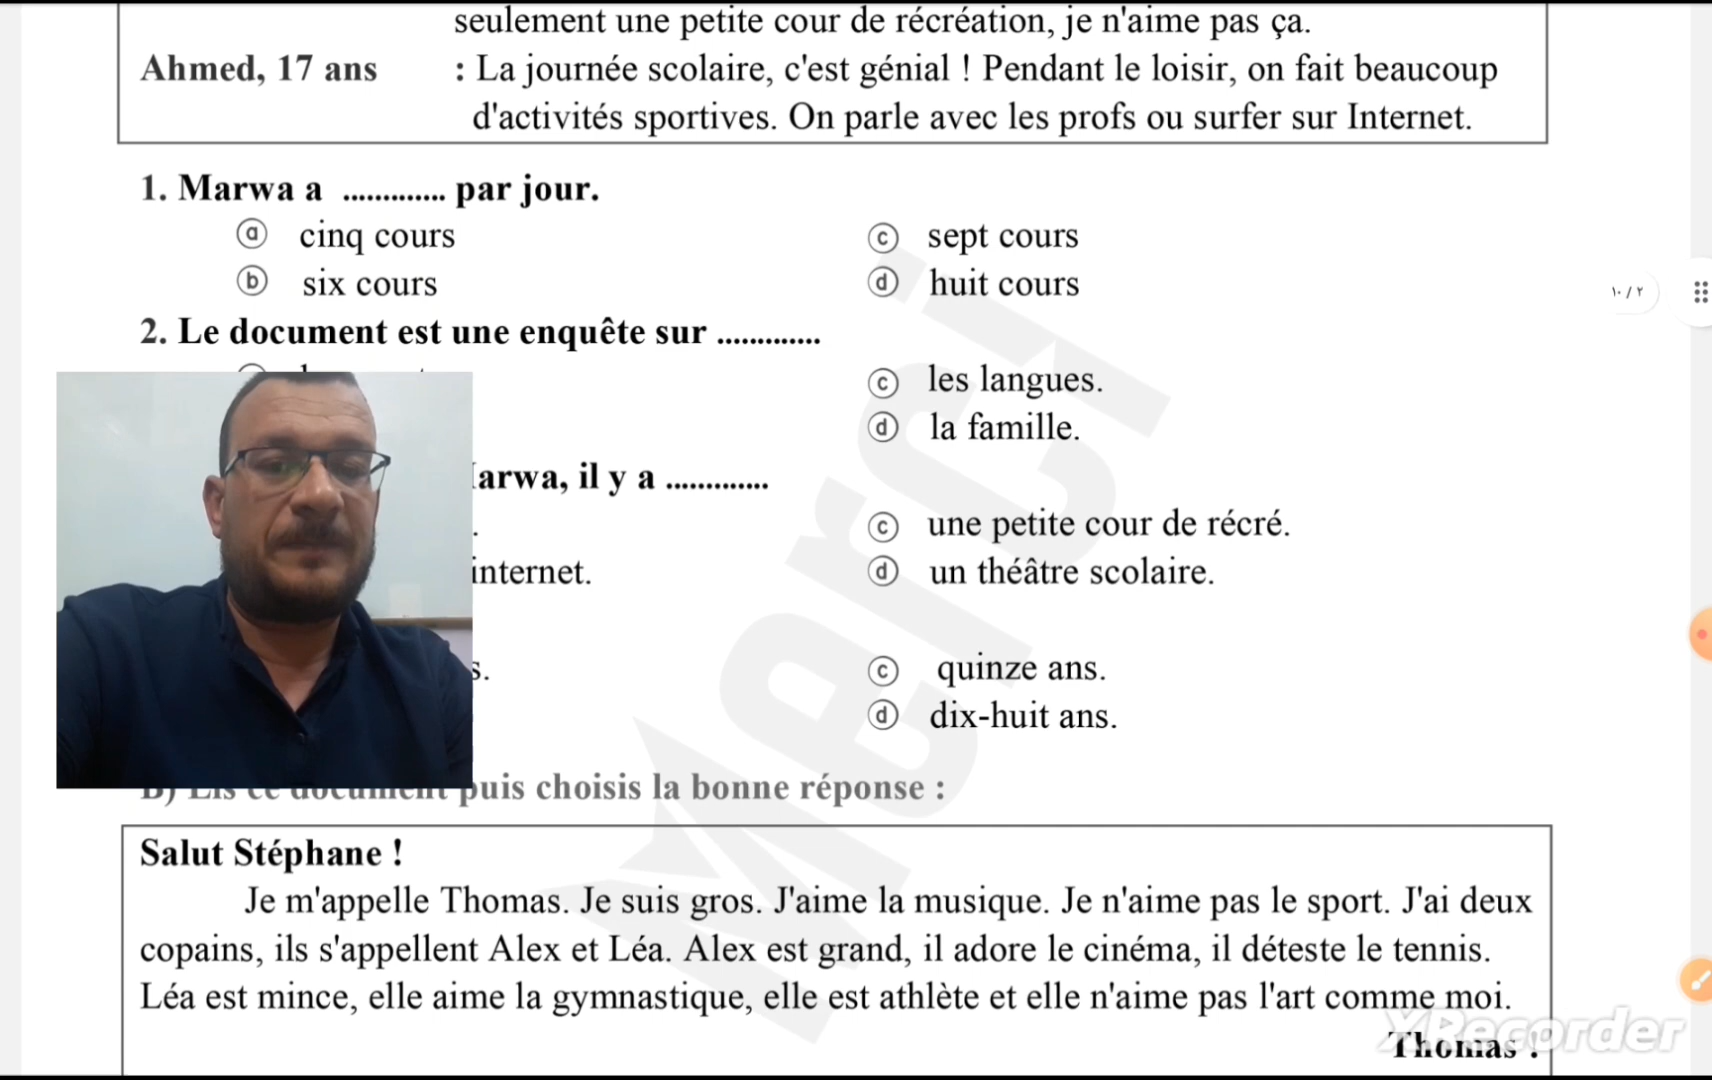 seulement une petite cour de récréation, je n'aime pas ça.
Ahmed, 17 ans : La journée scolaire, c'est génial ! Pendant le loisir, on fait beaucoup
d'activités sportives. On parle avec les profs ou surfer sur Internet.
1. Marwa a ............. par jour.
ⓐ cinq cours
ⓒ sept cours
ⓑ six cours
ⓓ huit cours
١٠/٢
2. Le document est une enquête sur .............
ⓒ les langues.
ⓓ la famille.
arwa, il y a .............
ⓒ une petite cour de récré.
internet.
ⓓ un théâtre scolaire.
s.
ⓒ quinze ans.
ⓓ dix-huit ans.
B) Lis ce document puis choisis la bonne réponse :
Salut Stéphane !
Je m'appelle Thomas. Je suis gros. J'aime la musique. Je n'aime pas le sport. J'ai deux
copains, ils s'appellent Alex et Léa. Alex est grand, il adore le cinéma, il déteste le tennis.
Léa est mince, elle aime la gymnastique, elle est athlète et elle n'aime pas l'art comme moi.
Thomas !
XRecorder
Merci